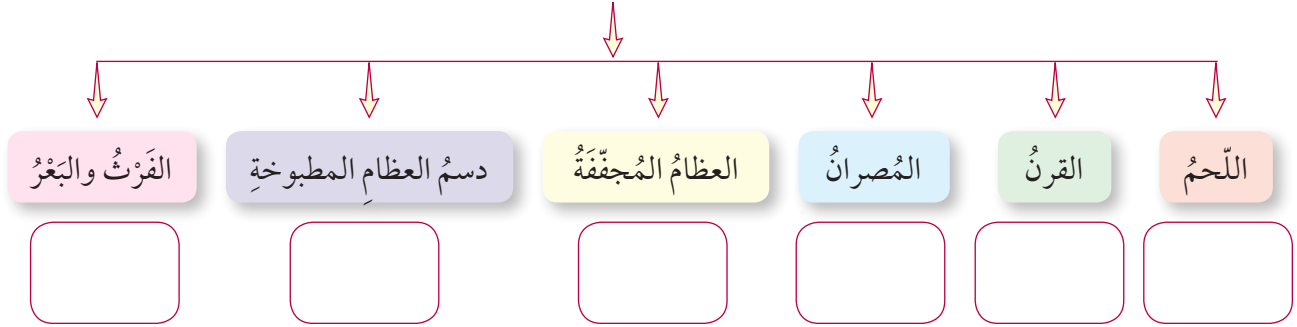 اللّحمُ
القرنُ
المُصرانُ
العظامُ المُجفّفَةُ
دسمُ العظامِ المطبوخةِ
الفَرْثُ والبَعْرُ